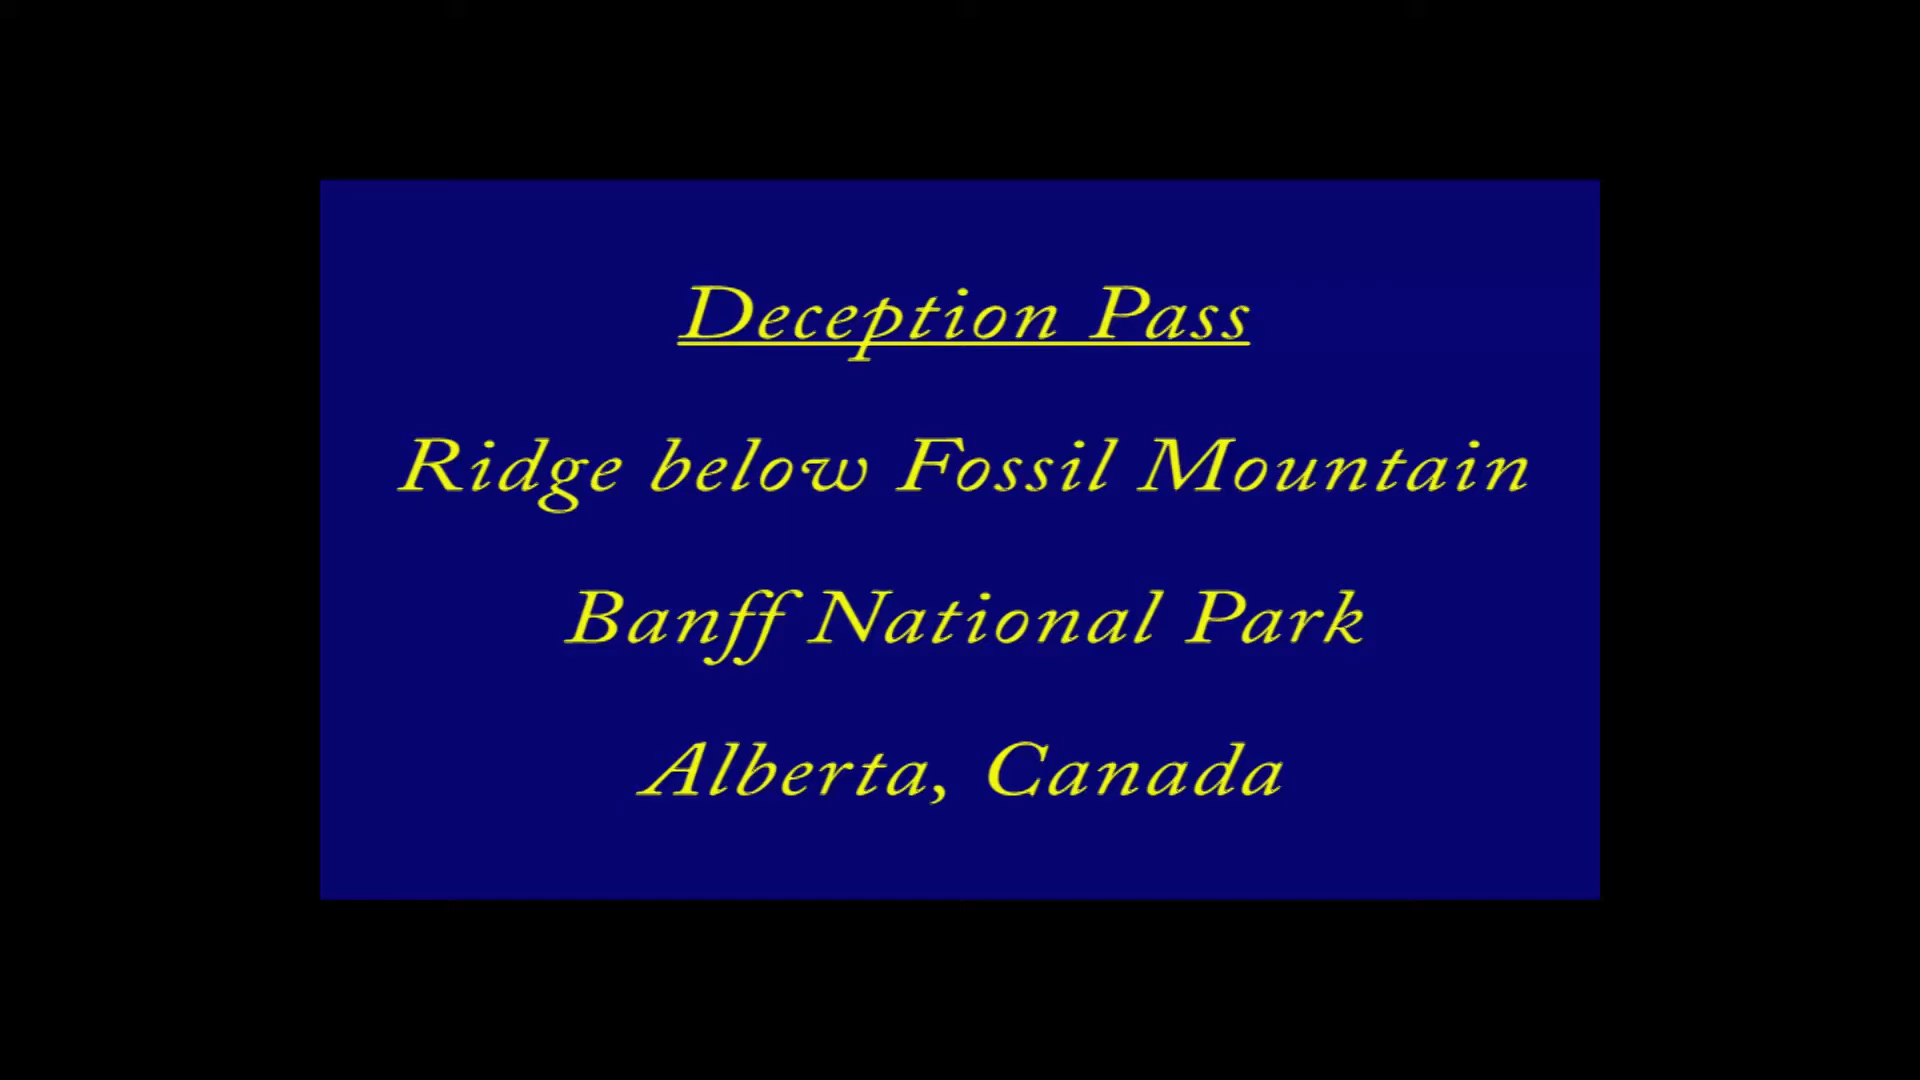 Deception Pass
Ridge below Fossil Mountain
Banff National Park
Alberta, Canada